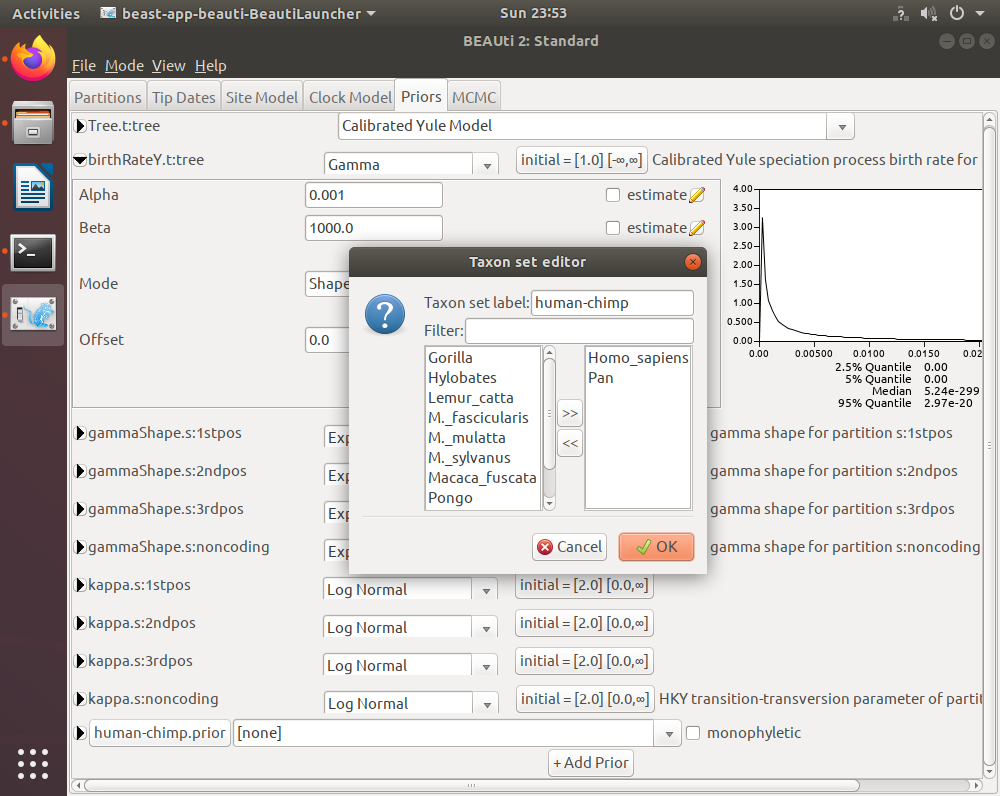 Activities beast-app-beauti-BeautiLauncher Sun 23:53
BEAUti 2: Standard
File Mode View Help
Partitions Tip Dates Site Model Clock Model Priors MCMC
Tree.t:tree Calibrated Yule Model
birthRateY.t:tree Gamma initial = [1.0] [-∞,∞] Calibrated Yule speciation process birth rate for
Alpha 0.001 estimate
Beta 1000.0 estimate
Mode Shape
Offset 0.0
4.00
3.50
3.00
2.50
2.00
1.50
1.00
0.500
0.00
0.00 0.00500 0.0100 0.0150 0.02
2.5% Quantile 0.00
5% Quantile 0.00
Median 5.24e-299
95% Quantile 2.97e-20
Taxon set editor
?
Taxon set label: human-chimp
Filter:
Gorilla
Hylobates
Lemur_catta
M._fascicularis
M._mulatta
M._sylvanus
Macaca_fuscata
Pongo
>>
<<
Homo_sapiens
Pan
Cancel OK
gammaShape.s:1stpos Exp gamma shape for partition s:1stpos
gammaShape.s:2ndpos Exp gamma shape for partition s:2ndpos
gammaShape.s:3rdpos Exp gamma shape for partition s:3rdpos
gammaShape.s:noncoding Exp gamma shape for partition s:noncoding
kappa.s:1stpos Log Normal initial = [2.0] [0.0,∞]
kappa.s:2ndpos Log Normal initial = [2.0] [0.0,∞]
kappa.s:3rdpos Log Normal initial = [2.0] [0.0,∞]
kappa.s:noncoding Log Normal initial = [2.0] [0.0,∞] HKY transition-transversion parameter of partit
human-chimp.prior [none] monophyletic
+ Add Prior